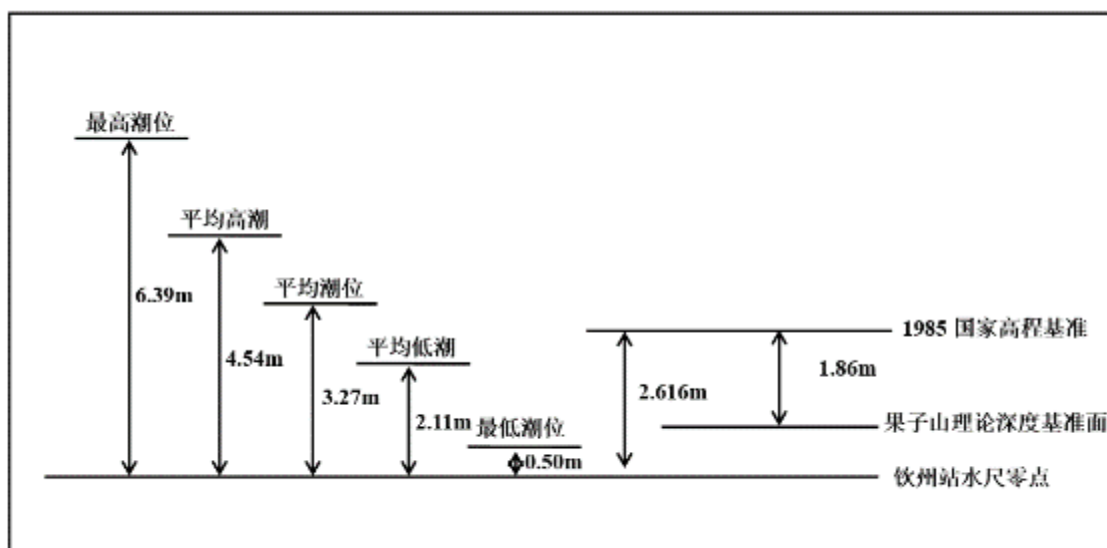 最高潮位
平均高潮
6.39m
平均潮位
4.54m
平均低潮
3.27m
最低潮位
2.11m
0.50m
1985 国家高程基准
2.616m
1.86m
果子山理论深度基准面
钦州站水尺零点